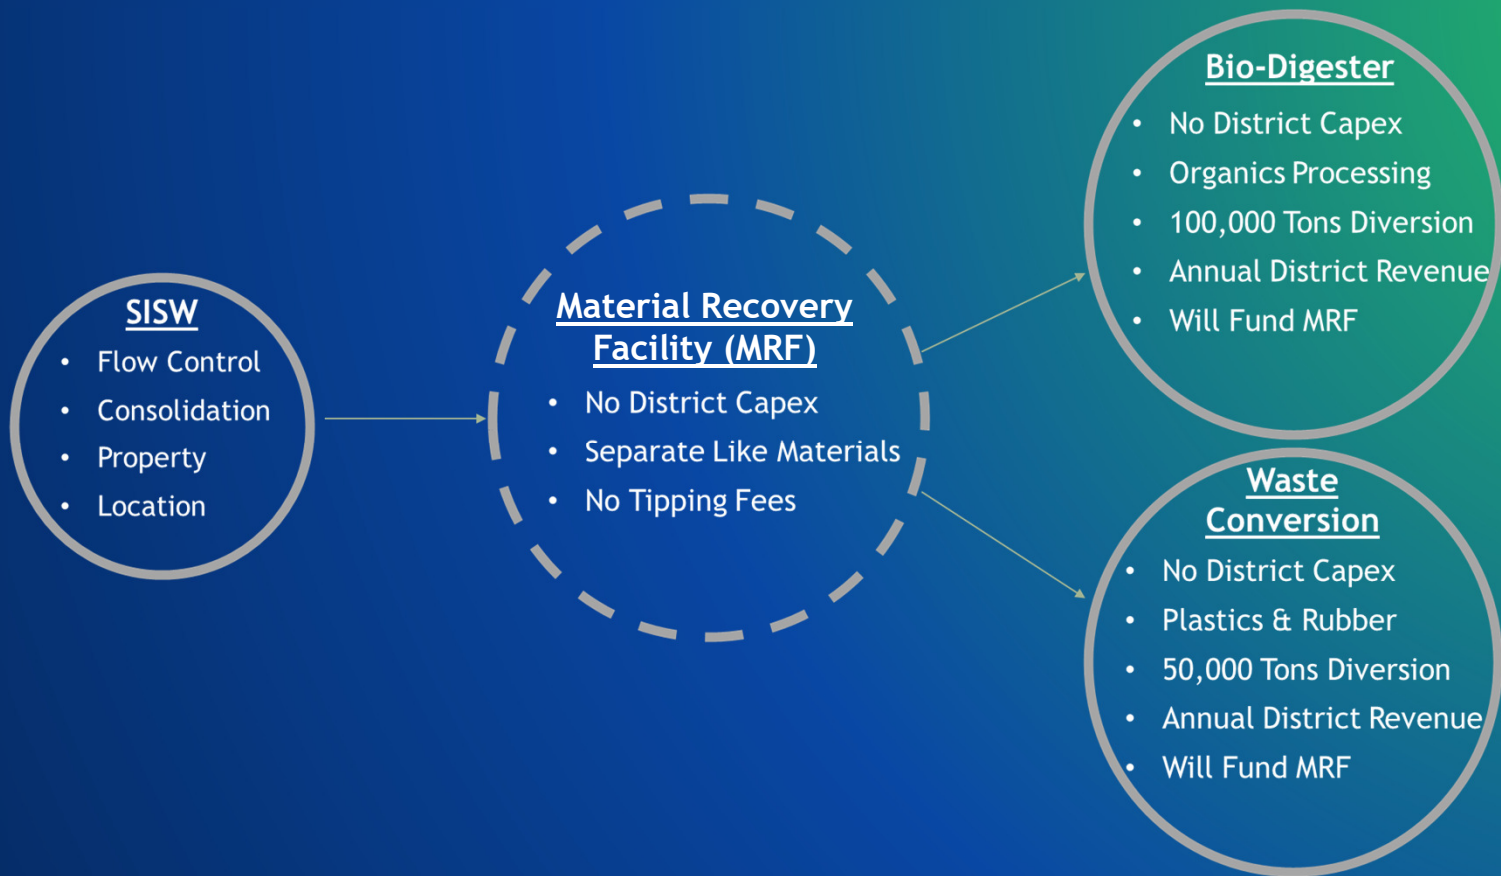 SISW
• Flow Control
• Consolidation
• Property
• Location
Material Recovery
Facility (MRF)
• No District Capex
• Separate Like Materials
• No Tipping Fees
Bio-Digester
• No District Capex
• Organics Processing
• 100,000 Tons Diversion
• Annual District Revenue
• Will Fund MRF
Waste
Conversion
• No District Capex
• Plastics & Rubber
• 50,000 Tons Diversion
• Annual District Revenue
• Will Fund MRF